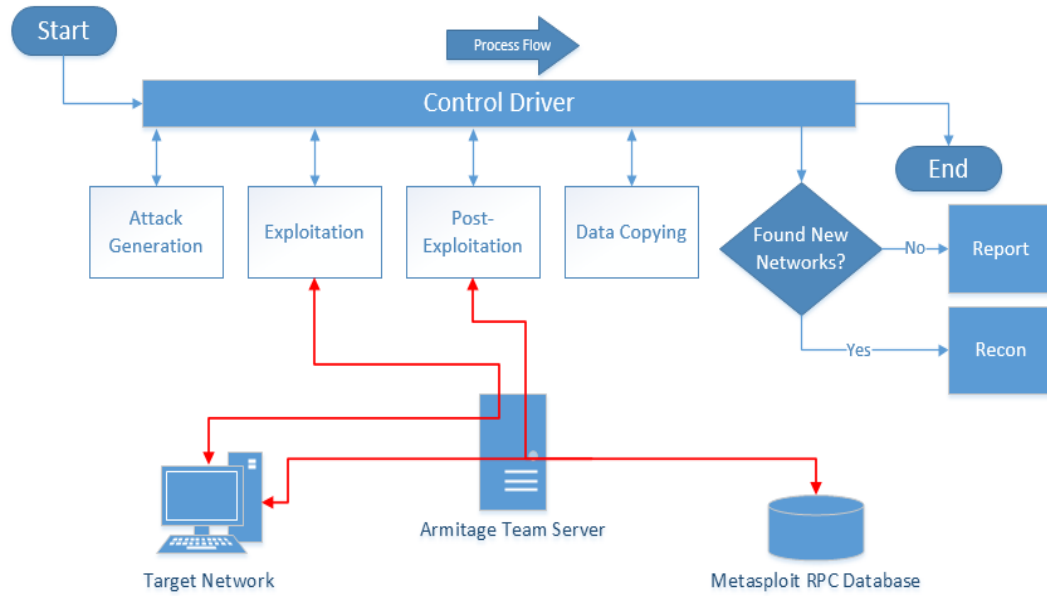 Start
Process Flow
Control Driver
End
Attack
Generation
Exploitation
Post-
Exploitation
Data Copying
Found New
Networks?
No
Report
Yes
Recon
Armitage Team Server
Target Network
Metasploit RPC Database